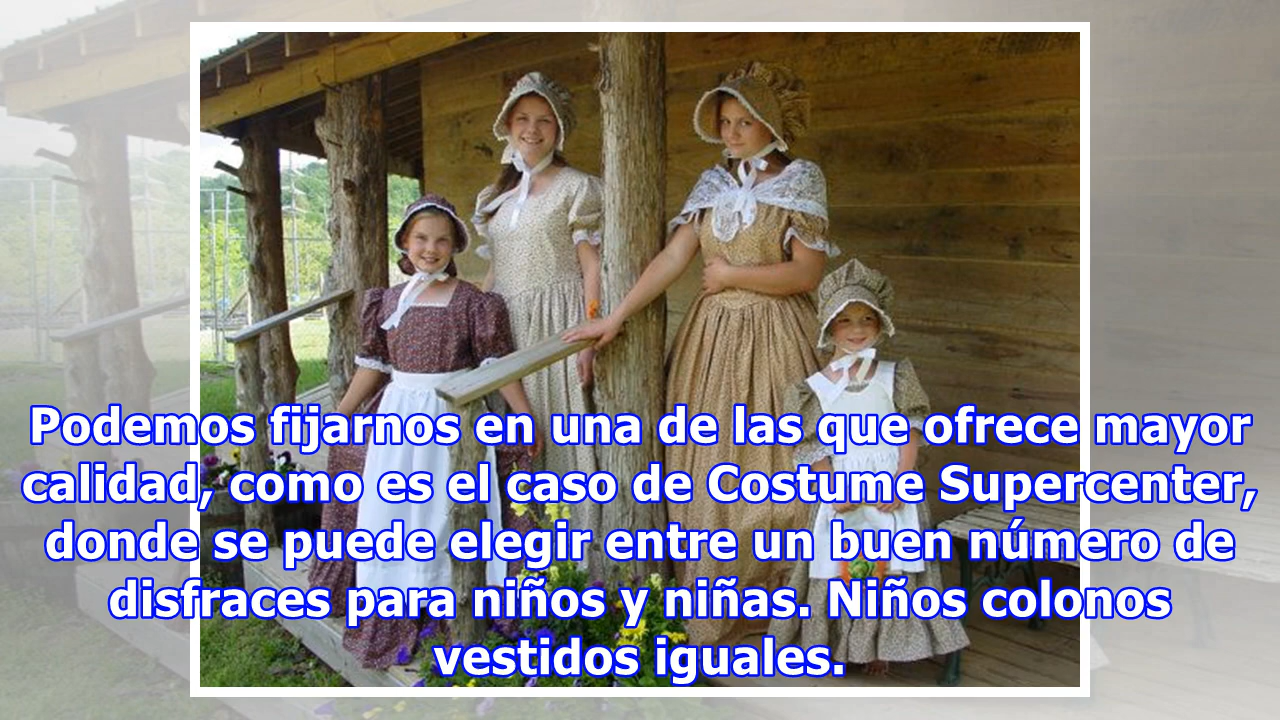 Podemos fijarnos en una de las que ofrece mayor
calidad, como es el caso de Costume Supercenter,
donde se puede elegir entre un buen número de
disfraces para niños y niñas. Niños colonos
vestidos iguales.